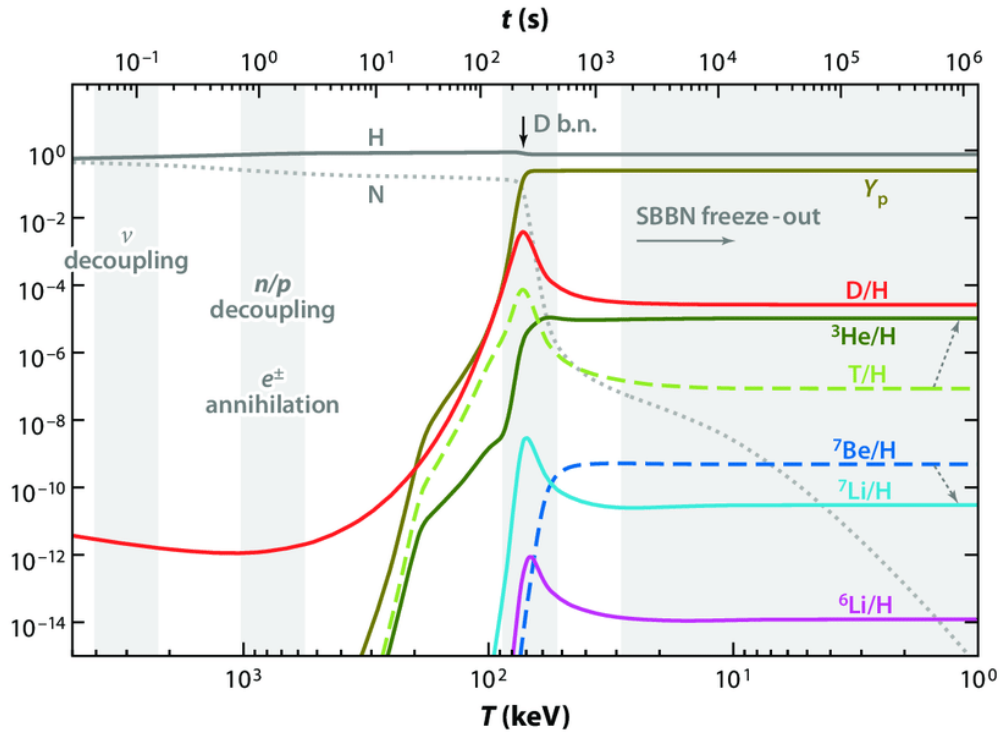 t (s)
10⁻¹ 10⁰ 10¹ 10² 10³ 10⁴ 10⁵ 10⁶
D b.n.
H
10⁰
N
Yₚ
10⁻²
SBBN freeze-out
ν
decoupling
n/p
decoupling
10⁻⁴
D/H
³He/H
10⁻⁶
T/H
e±
annihilation
10⁻⁸
⁷Be/H
10⁻¹⁰
⁷Li/H
10⁻¹²
⁶Li/H
10⁻¹⁴
10³ 10² 10¹ 10⁰
T (keV)